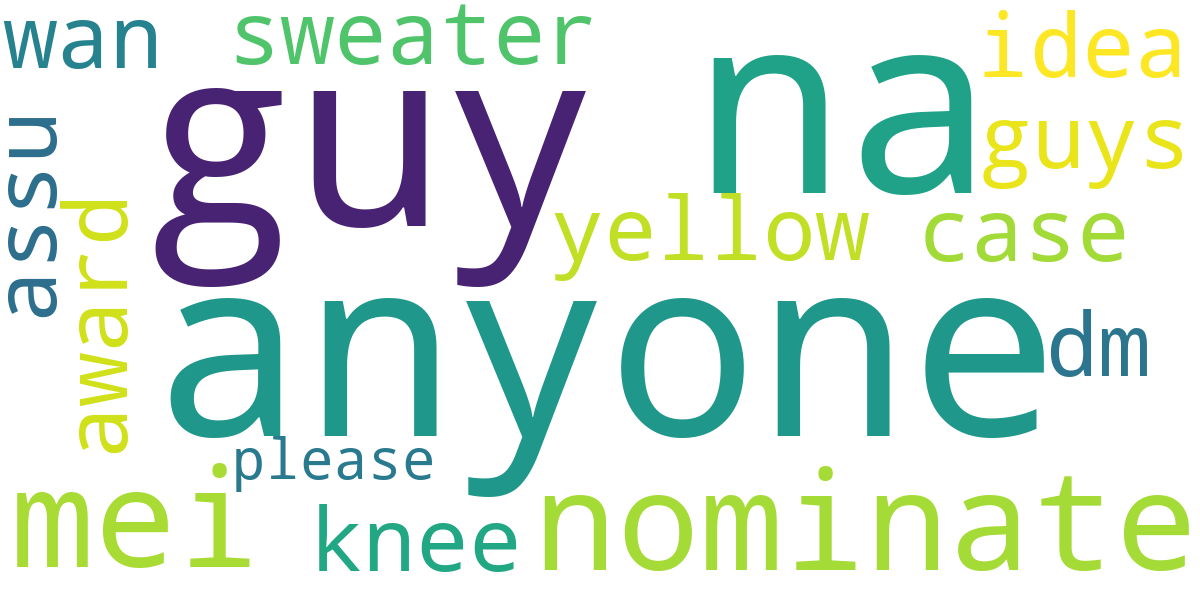 wan
sweater
idea
guy
na
guys
assu
award
yellow
case
anyone
dm
please
mei
knee
nominate